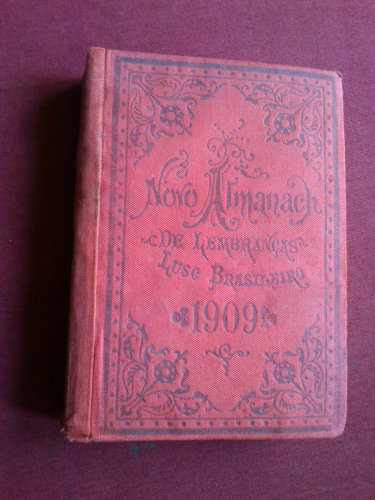 Novo Almanach
De Lembranças
Luso Brasileiro
1909